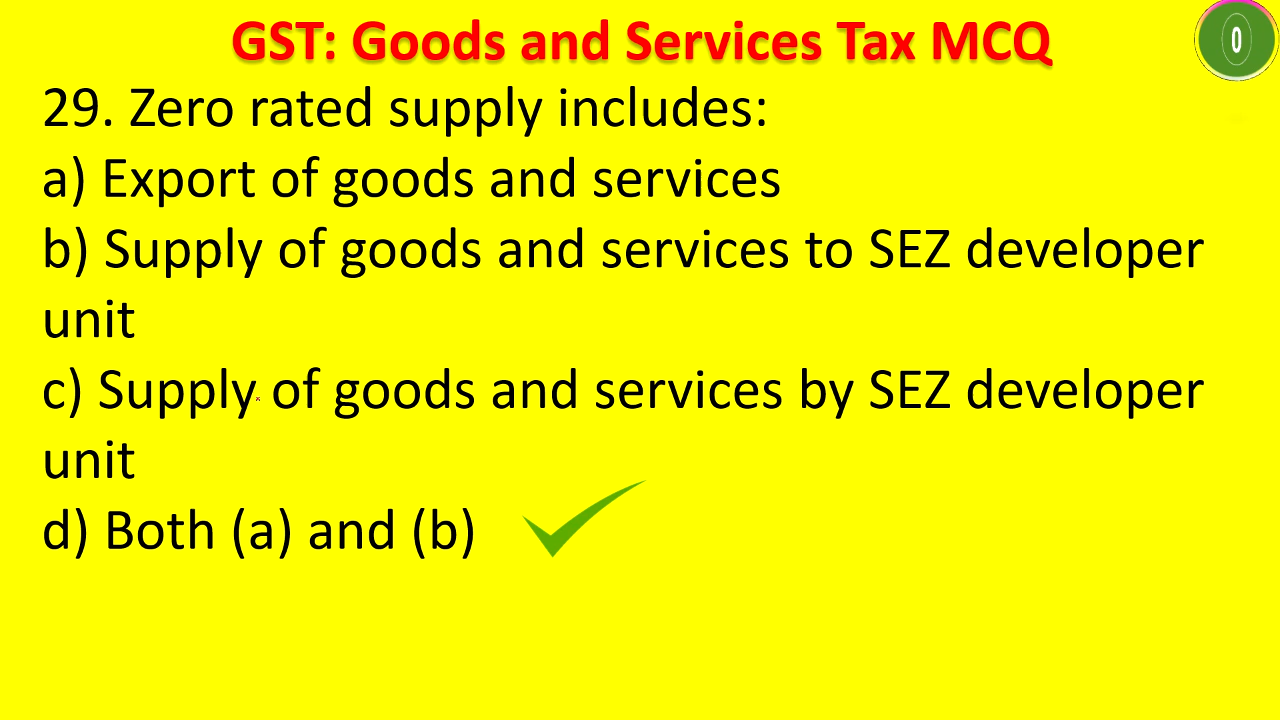 GST: Goods and Services Tax MCQ
0
29. Zero rated supply includes:
a) Export of goods and services
b) Supply of goods and services to SEZ developer
unit
c) Supply of goods and services by SEZ developer
unit
d) Both (a) and (b)